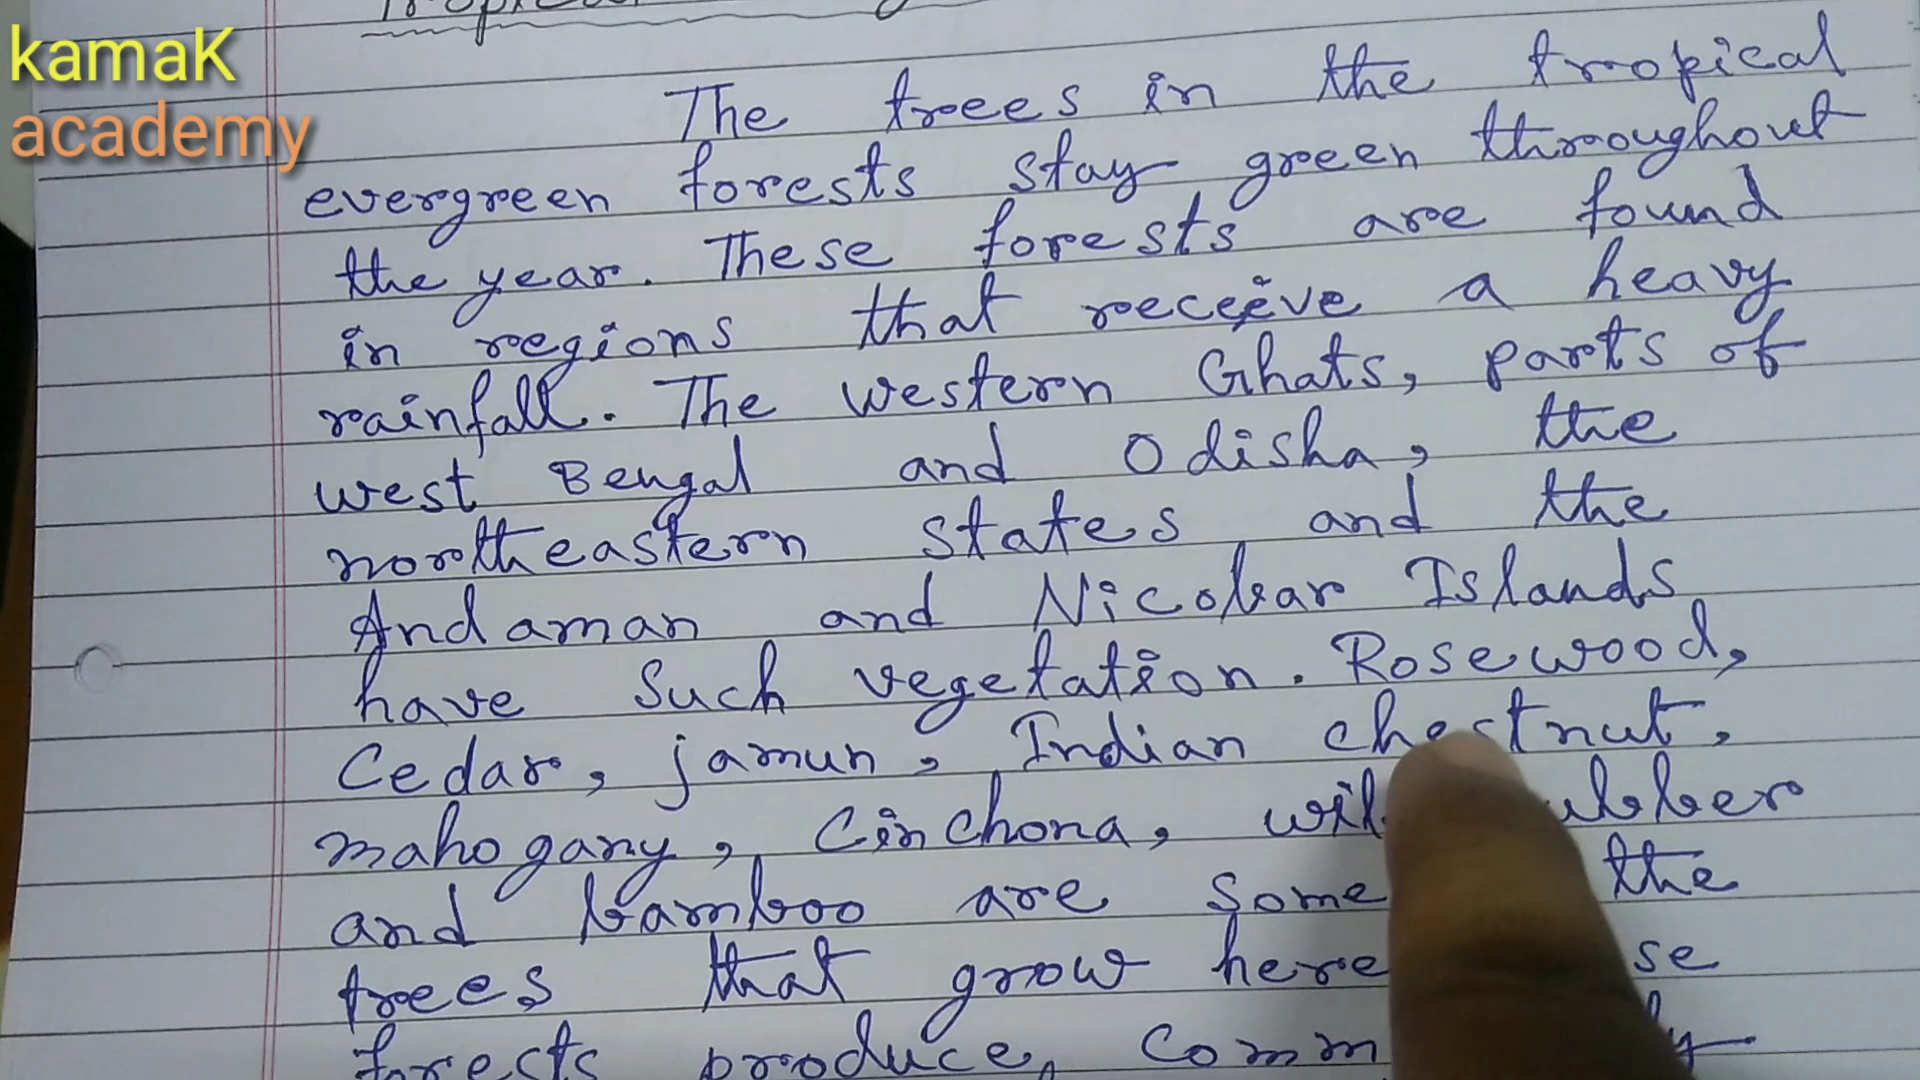 kamaK
academy
Tropical
The trees in the tropical
evergreen forests stay green throughout
the year. These forests are found
in regions that receive a heavy
rainfall. The western Ghats, parts of
west Bengal and Odisha, the
northeastern states and the
Andaman and Nicobar Islands
have such vegetation. Rosewood,
Cedar, jamun, Indian chestnut,
mahogany, Cinchona,
and bamboo are some the
trees that grow here
forests produce